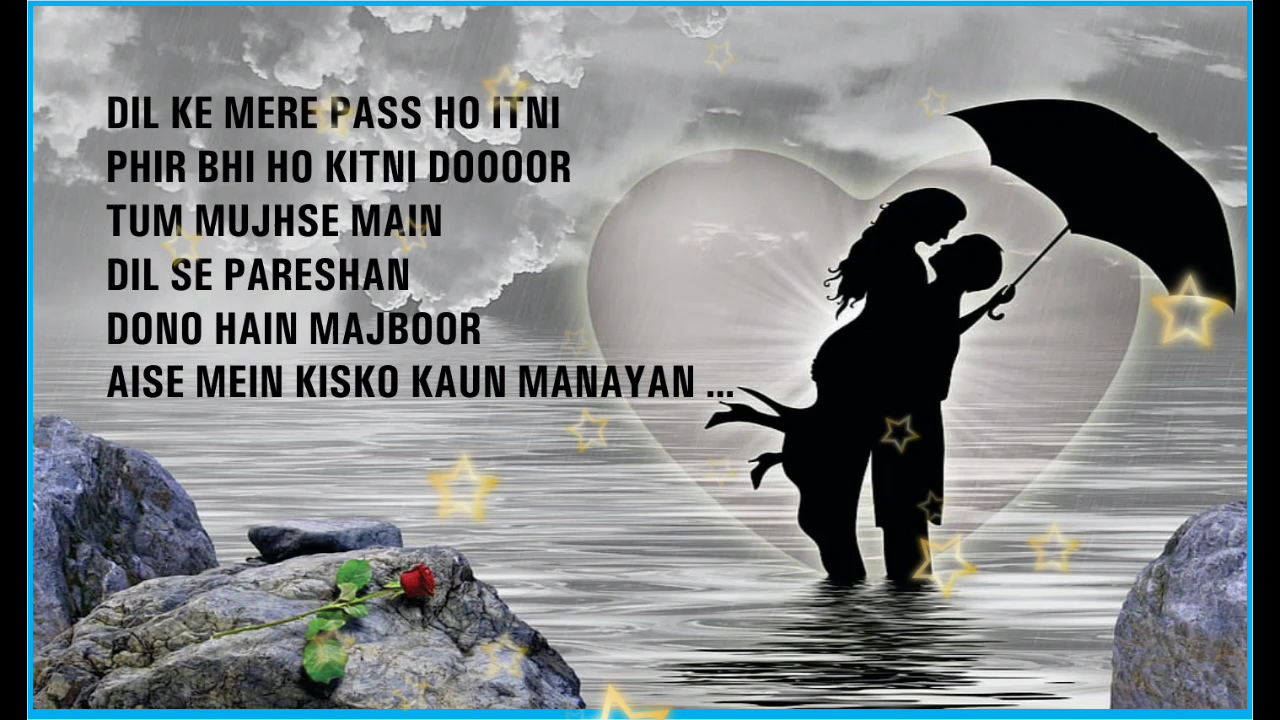 DIL KE MERE PASS HO ITNI
PHIR BHI HO KITNI DOOOOR
TUM MUJHSE MAIN
DIL SE PARESHAN
DONO HAIN MAJBOOR
AISE MEIN KISKO KAUN MANAYAN ...